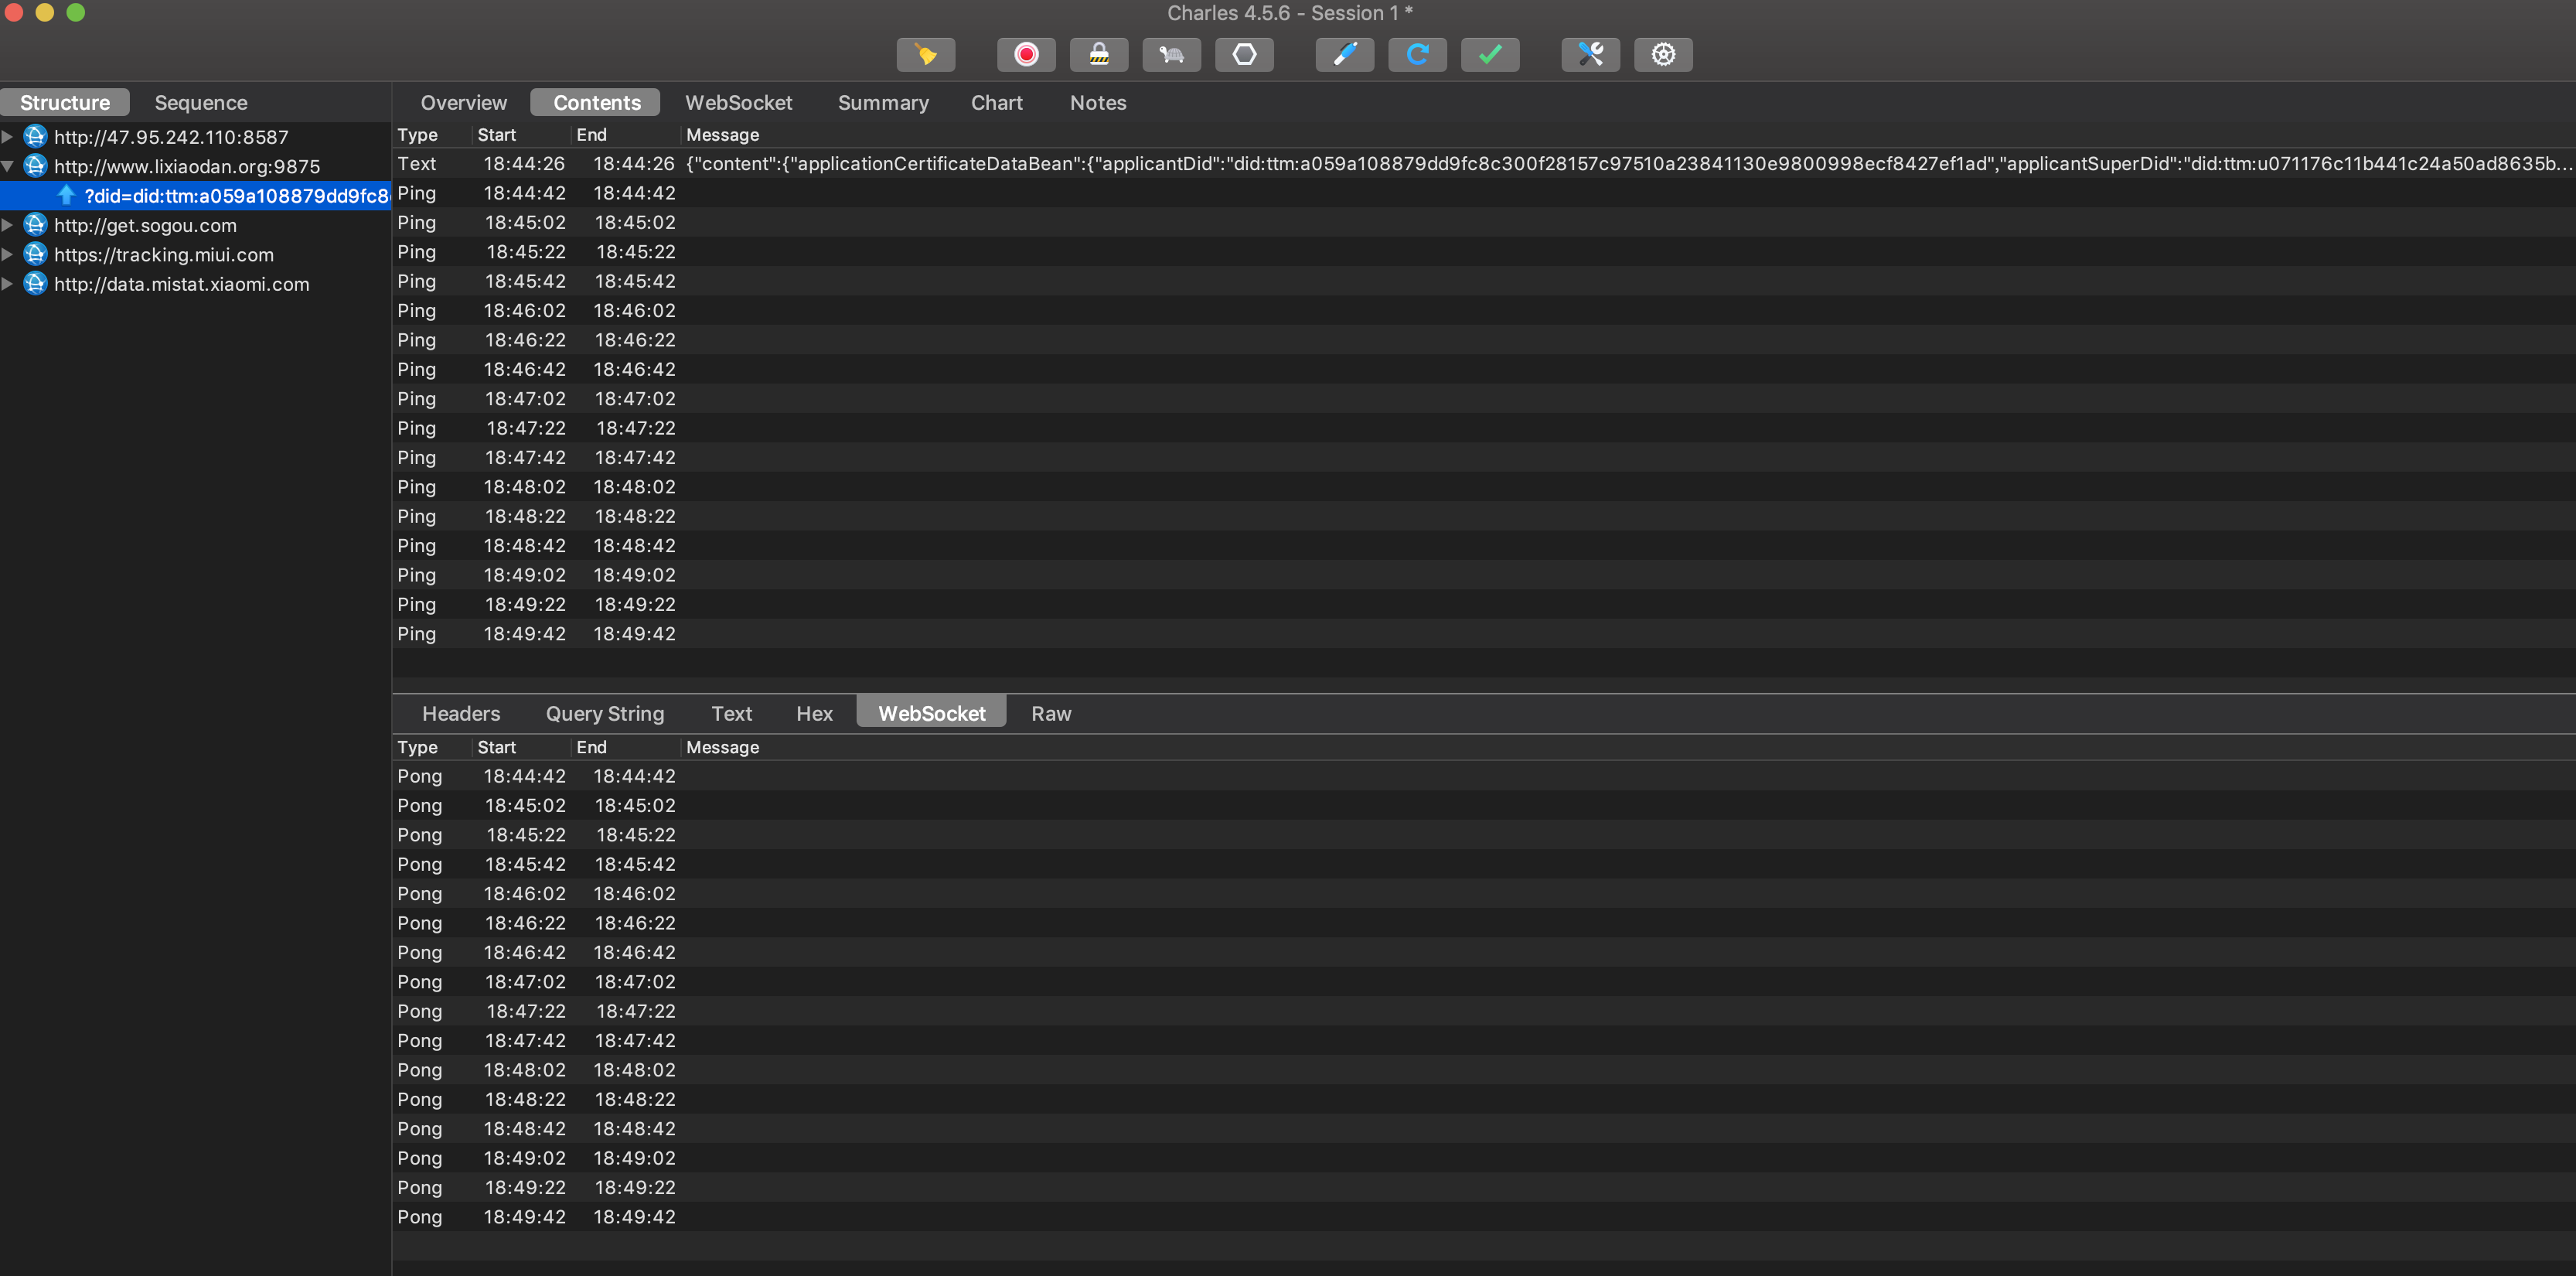 Charles 4.5.6 - Session 1 *
Structure Sequence
http://47.95.242.110:8587
http://www.lixiaodan.org:9875
?did=did:ttm:a059a108879dd9fc8
http://get.sogou.com
https://tracking.miui.com
http://data.mistat.xiaomi.com
Overview Contents WebSocket Summary Chart Notes
Type Start End Message
Text 18:44:26 18:44:26 {"content":{"applicationCertificateDataBean":{"applicantDid":"did:ttm:a059a108879dd9fc8c300f28157c97510a23841130e9800998ecf8427ef1ad","applicantSuperDid":"did:ttm:u071176c11b441c24a50ad8635b...
Ping 18:44:42 18:44:42
Ping 18:45:02 18:45:02
Ping 18:45:22 18:45:22
Ping 18:45:42 18:45:42
Ping 18:46:02 18:46:02
Ping 18:46:22 18:46:22
Ping 18:46:42 18:46:42
Ping 18:47:02 18:47:02
Ping 18:47:22 18:47:22
Ping 18:47:42 18:47:42
Ping 18:48:02 18:48:02
Ping 18:48:22 18:48:22
Ping 18:48:42 18:48:42
Ping 18:49:02 18:49:02
Ping 18:49:22 18:49:22
Ping 18:49:42 18:49:42
Headers Query String Text Hex WebSocket Raw
Type Start End Message
Pong 18:44:42 18:44:42
Pong 18:45:02 18:45:02
Pong 18:45:22 18:45:22
Pong 18:45:42 18:45:42
Pong 18:46:02 18:46:02
Pong 18:46:22 18:46:22
Pong 18:46:42 18:46:42
Pong 18:47:02 18:47:02
Pong 18:47:22 18:47:22
Pong 18:47:42 18:47:42
Pong 18:48:02 18:48:02
Pong 18:48:22 18:48:22
Pong 18:48:42 18:48:42
Pong 18:49:02 18:49:02
Pong 18:49:22 18:49:22
Pong 18:49:42 18:49:42